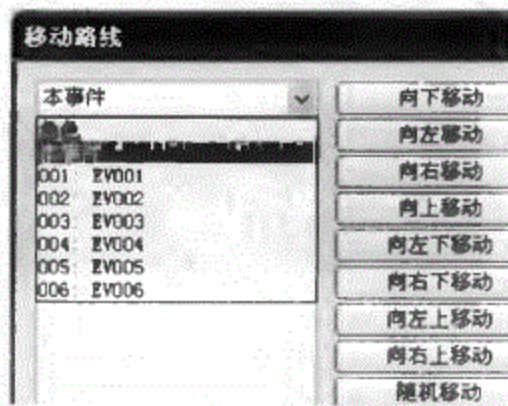 移动路线
本事件
001: EV001
002: EV002
003: EV003
004: EV004
005: EV005
006: EV006
向下移动
向左移动
向右移动
向上移动
向左下移动
向右下移动
向左上移动
向右上移动
随机移动